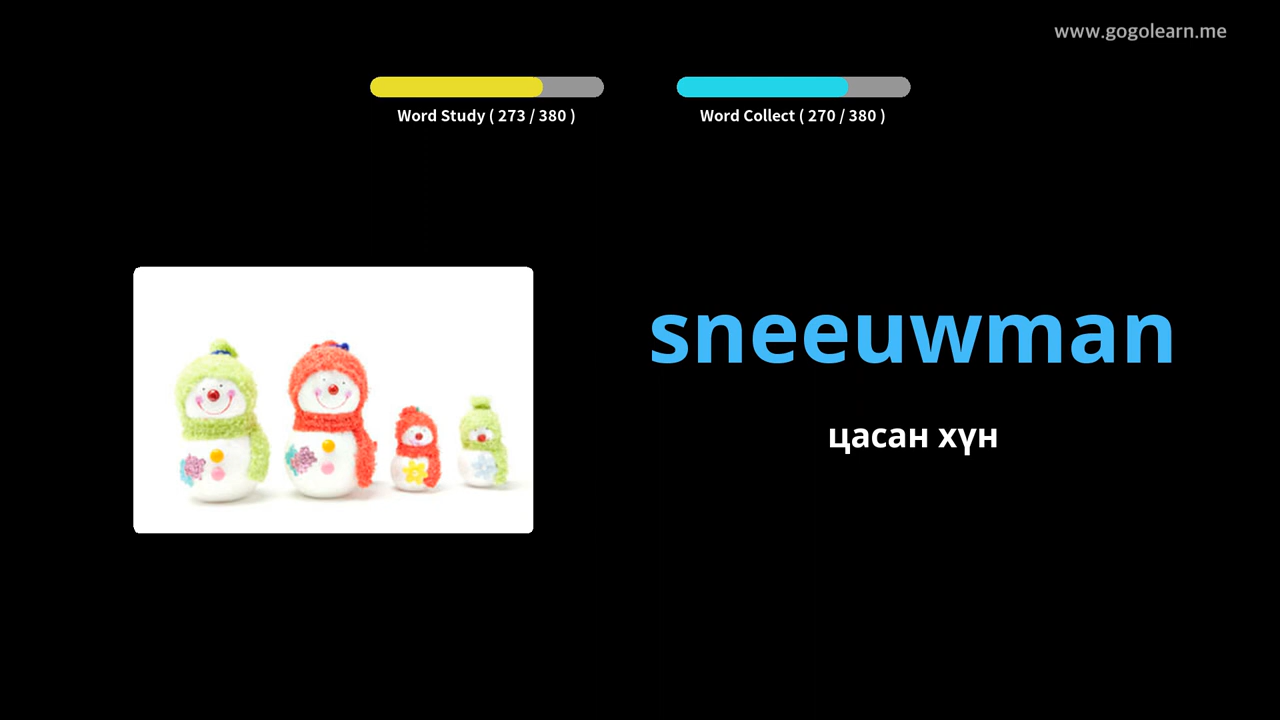 www.gogolearn.me
Word Study ( 273 / 380 )
Word Collect ( 270 / 380 )
sneeuwman
цасан хүн